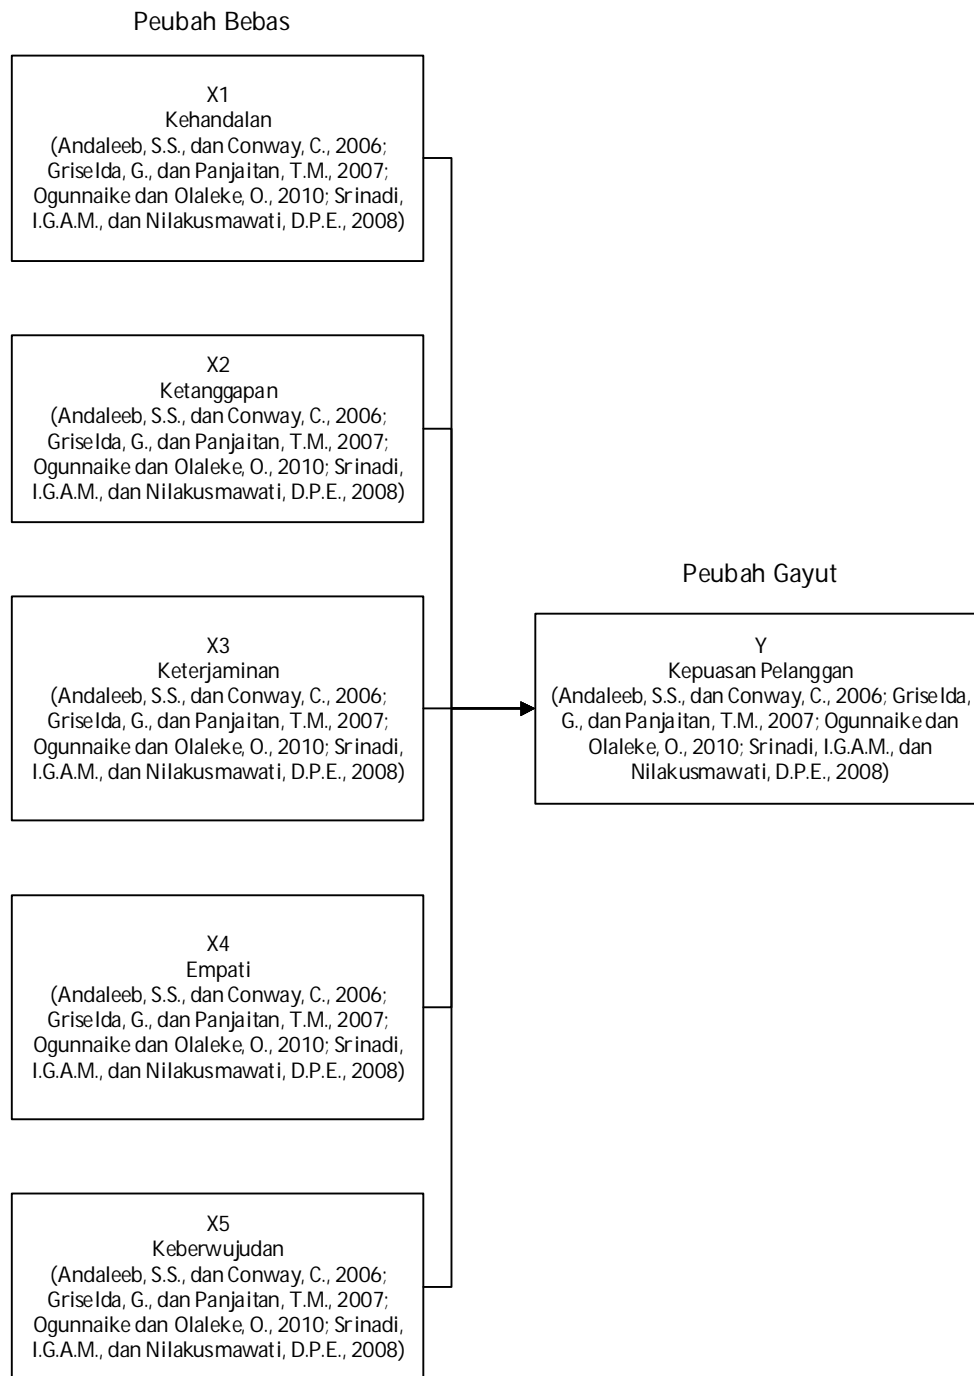 Peubah Bebas
X1
Kehandalan
(Andaleeb, S.S., dan Conway, C., 2006;
Griselda, G., dan Panjaitan, T.M., 2007;
Ogunnaike dan Olaleke, O., 2010; Srinadi,
I.G.A.M., dan Nilakusmawati, D.P.E., 2008)
X2
Ketanggapan
(Andaleeb, S.S., dan Conway, C., 2006;
Griselda, G., dan Panjaitan, T.M., 2007;
Ogunnaike dan Olaleke, O., 2010; Srinadi,
I.G.A.M., dan Nilakusmawati, D.P.E., 2008)
X3
Keterjaminan
(Andaleeb, S.S., dan Conway, C., 2006;
Griselda, G., dan Panjaitan, T.M., 2007;
Ogunnaike dan Olaleke, O., 2010; Srinadi,
I.G.A.M., dan Nilakusmawati, D.P.E., 2008)
X4
Empati
(Andaleeb, S.S., dan Conway, C., 2006;
Griselda, G., dan Panjaitan, T.M., 2007;
Ogunnaike dan Olaleke, O., 2010; Srinadi,
I.G.A.M., dan Nilakusmawati, D.P.E., 2008)
X5
Keberwujudan
(Andaleeb, S.S., dan Conway, C., 2006;
Griselda, G., dan Panjaitan, T.M., 2007;
Ogunnaike dan Olaleke, O., 2010; Srinadi,
I.G.A.M., dan Nilakusmawati, D.P.E., 2008)
Peubah Gayut
Y
Kepuasan Pelanggan
(Andaleeb, S.S., dan Conway, C., 2006; Griselda,
G., dan Panjaitan, T.M., 2007; Ogunnaike dan
Olaleke, O., 2010; Srinadi, I.G.A.M., dan
Nilakusmawati, D.P.E., 2008)